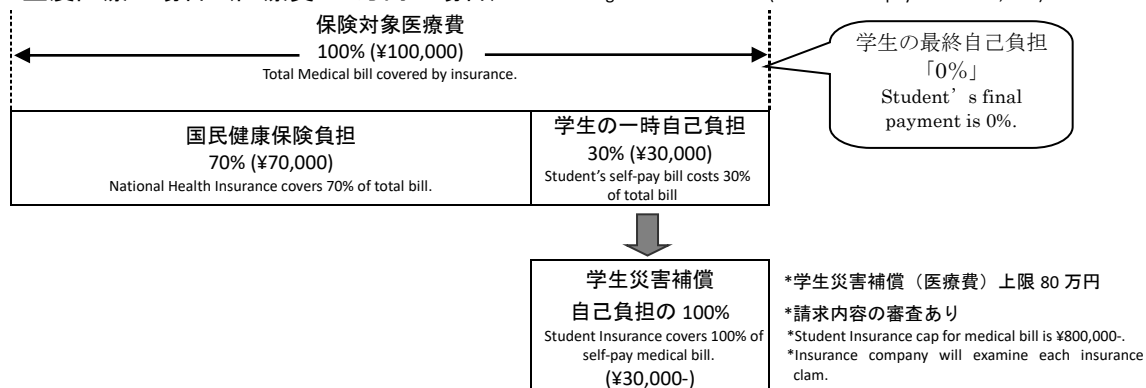 保険対象医療費
100% (¥100,000)
Total Medical bill covered by insurance.
学生の最終自己負担
「0％」
Student’s final
payment is 0%.
国民健康保険負担
70% (¥70,000)
National Health Insurance covers 70% of total bill.
学生の一時自己負担
30% (¥30,000)
Student’s self-pay bill costs 30%
of total bill
学生災害補償
自己負担の 100%
Student Insurance covers 100% of
self-pay medical bill.
(¥30,000-)
*学生災害補償（医療費）上限 80 万円
*請求内容の審査あり
*Student Insurance cap for medical bill is ¥800,000-.
*Insurance company will examine each insurance
clam.